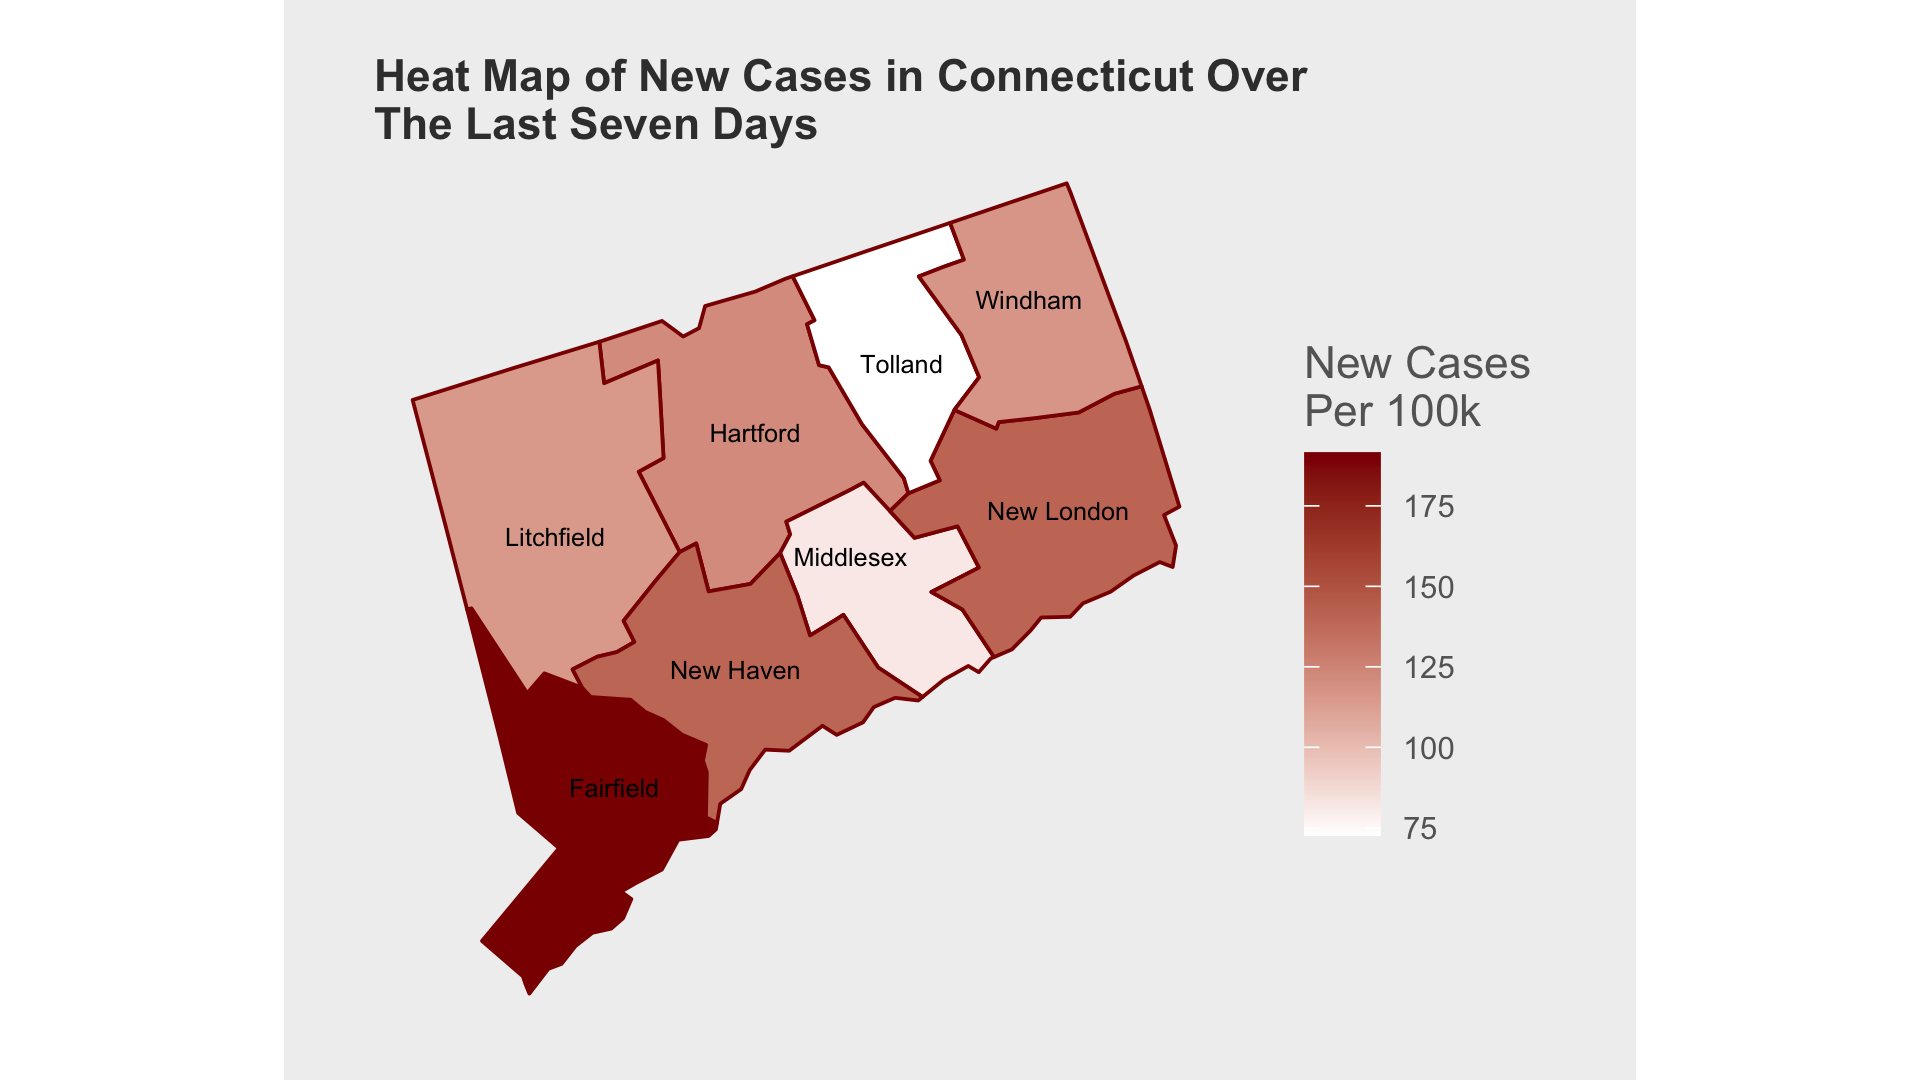 Heat Map of New Cases in Connecticut Over
The Last Seven Days
Windham
Tolland
Hartford
New London
Litchfield
Middlesex
New Haven
Fairfield
New Cases
Per 100k
175
150
125
100
75